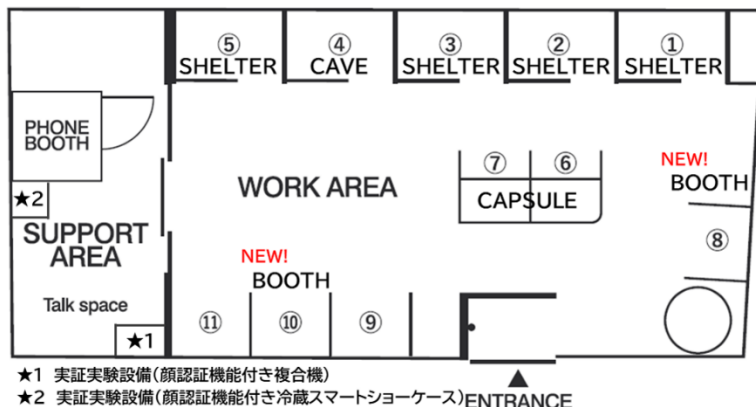 ⑤
SHELTER
④
CAVE
③
SHELTER
②
SHELTER
①
SHELTER
PHONE
BOOTH
★2
SUPPORT
AREA
Talk space
★1
WORK AREA
⑦
⑥
CAPSULE
NEW!
BOOTH
⑧
NEW!
BOOTH
⑪
⑩
⑨
★1 実証実験設備(顔認証機能付き複合機)
★2 実証実験設備(顔認証機能付き冷蔵スマートショーケース)
▲
ENTRANCE